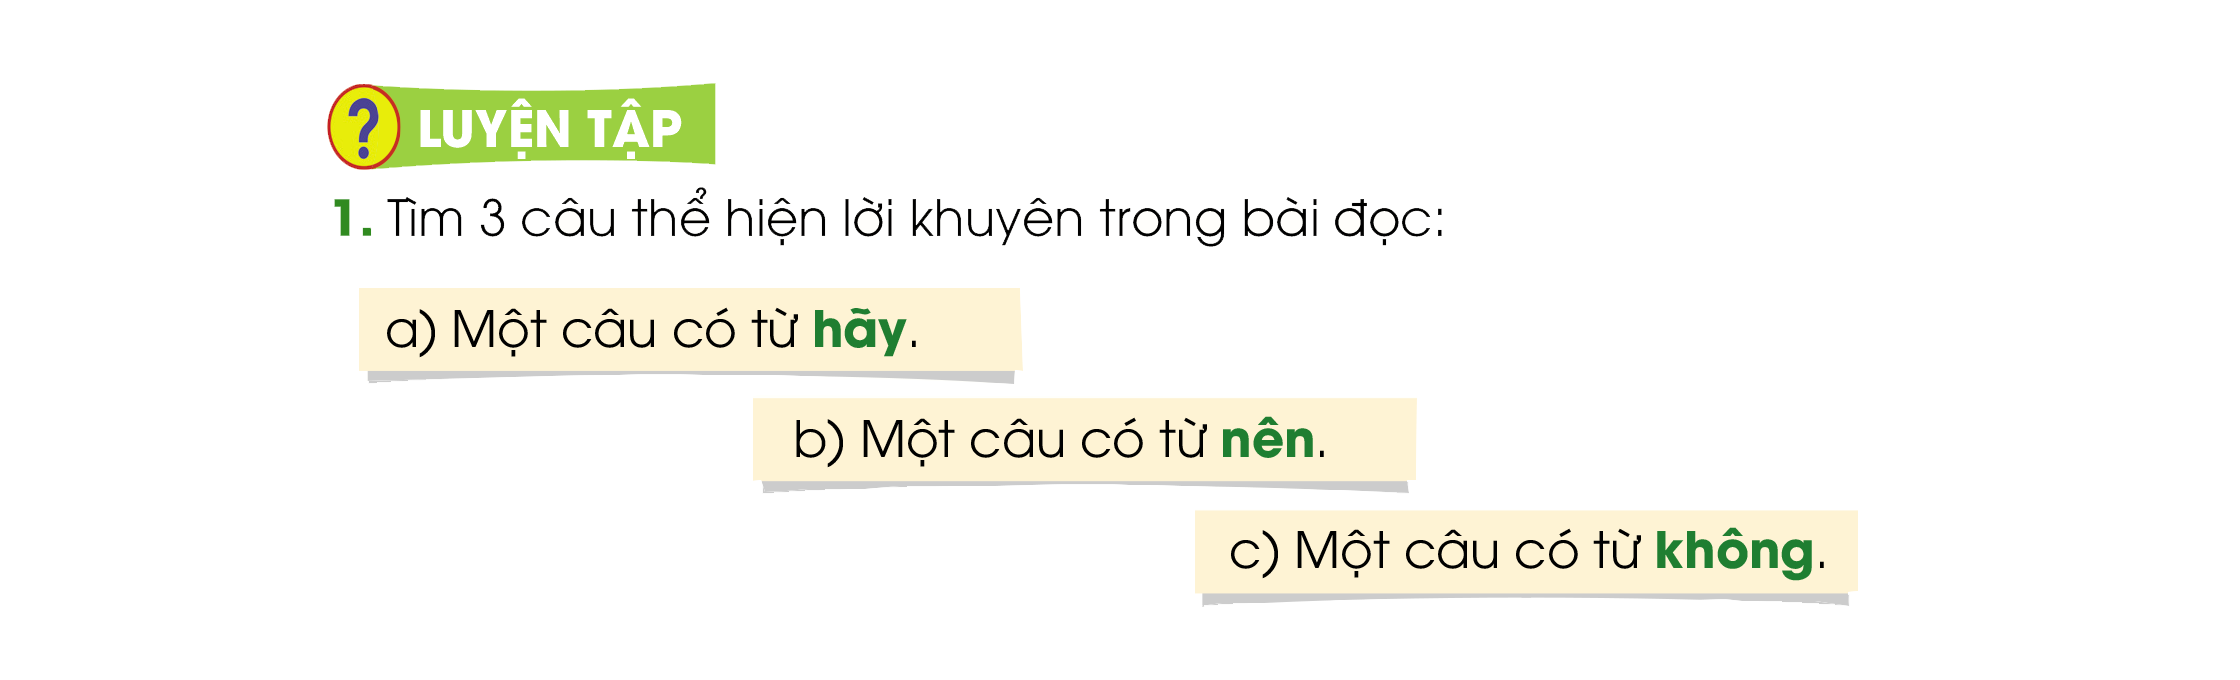 ? LUYỆN TẬP
1. Tìm 3 câu thể hiện lời khuyên trong bài đọc:
a) Một câu có từ hãy.
b) Một câu có từ nên.
c) Một câu có từ không.